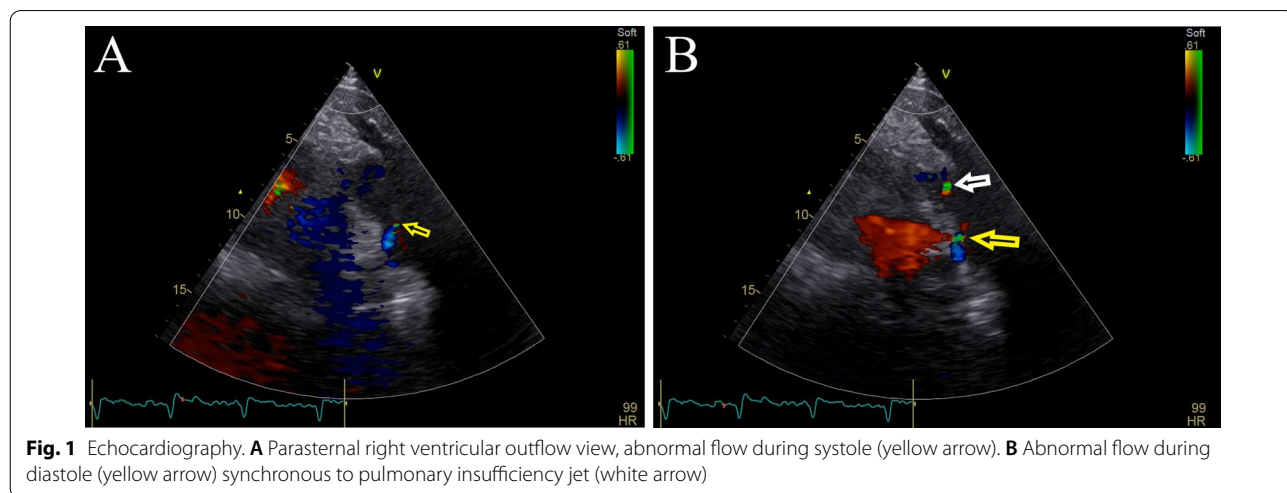 A
V
Soft
.61
-.61
5
10
15
99
HR
B
V
Soft
.61
-.61
5
10
15
99
HR
Fig. 1 Echocardiography. A Parasternal right ventricular outflow view, abnormal flow during systole (yellow arrow). B Abnormal flow during
diastole (yellow arrow) synchronous to pulmonary insufficiency jet (white arrow)